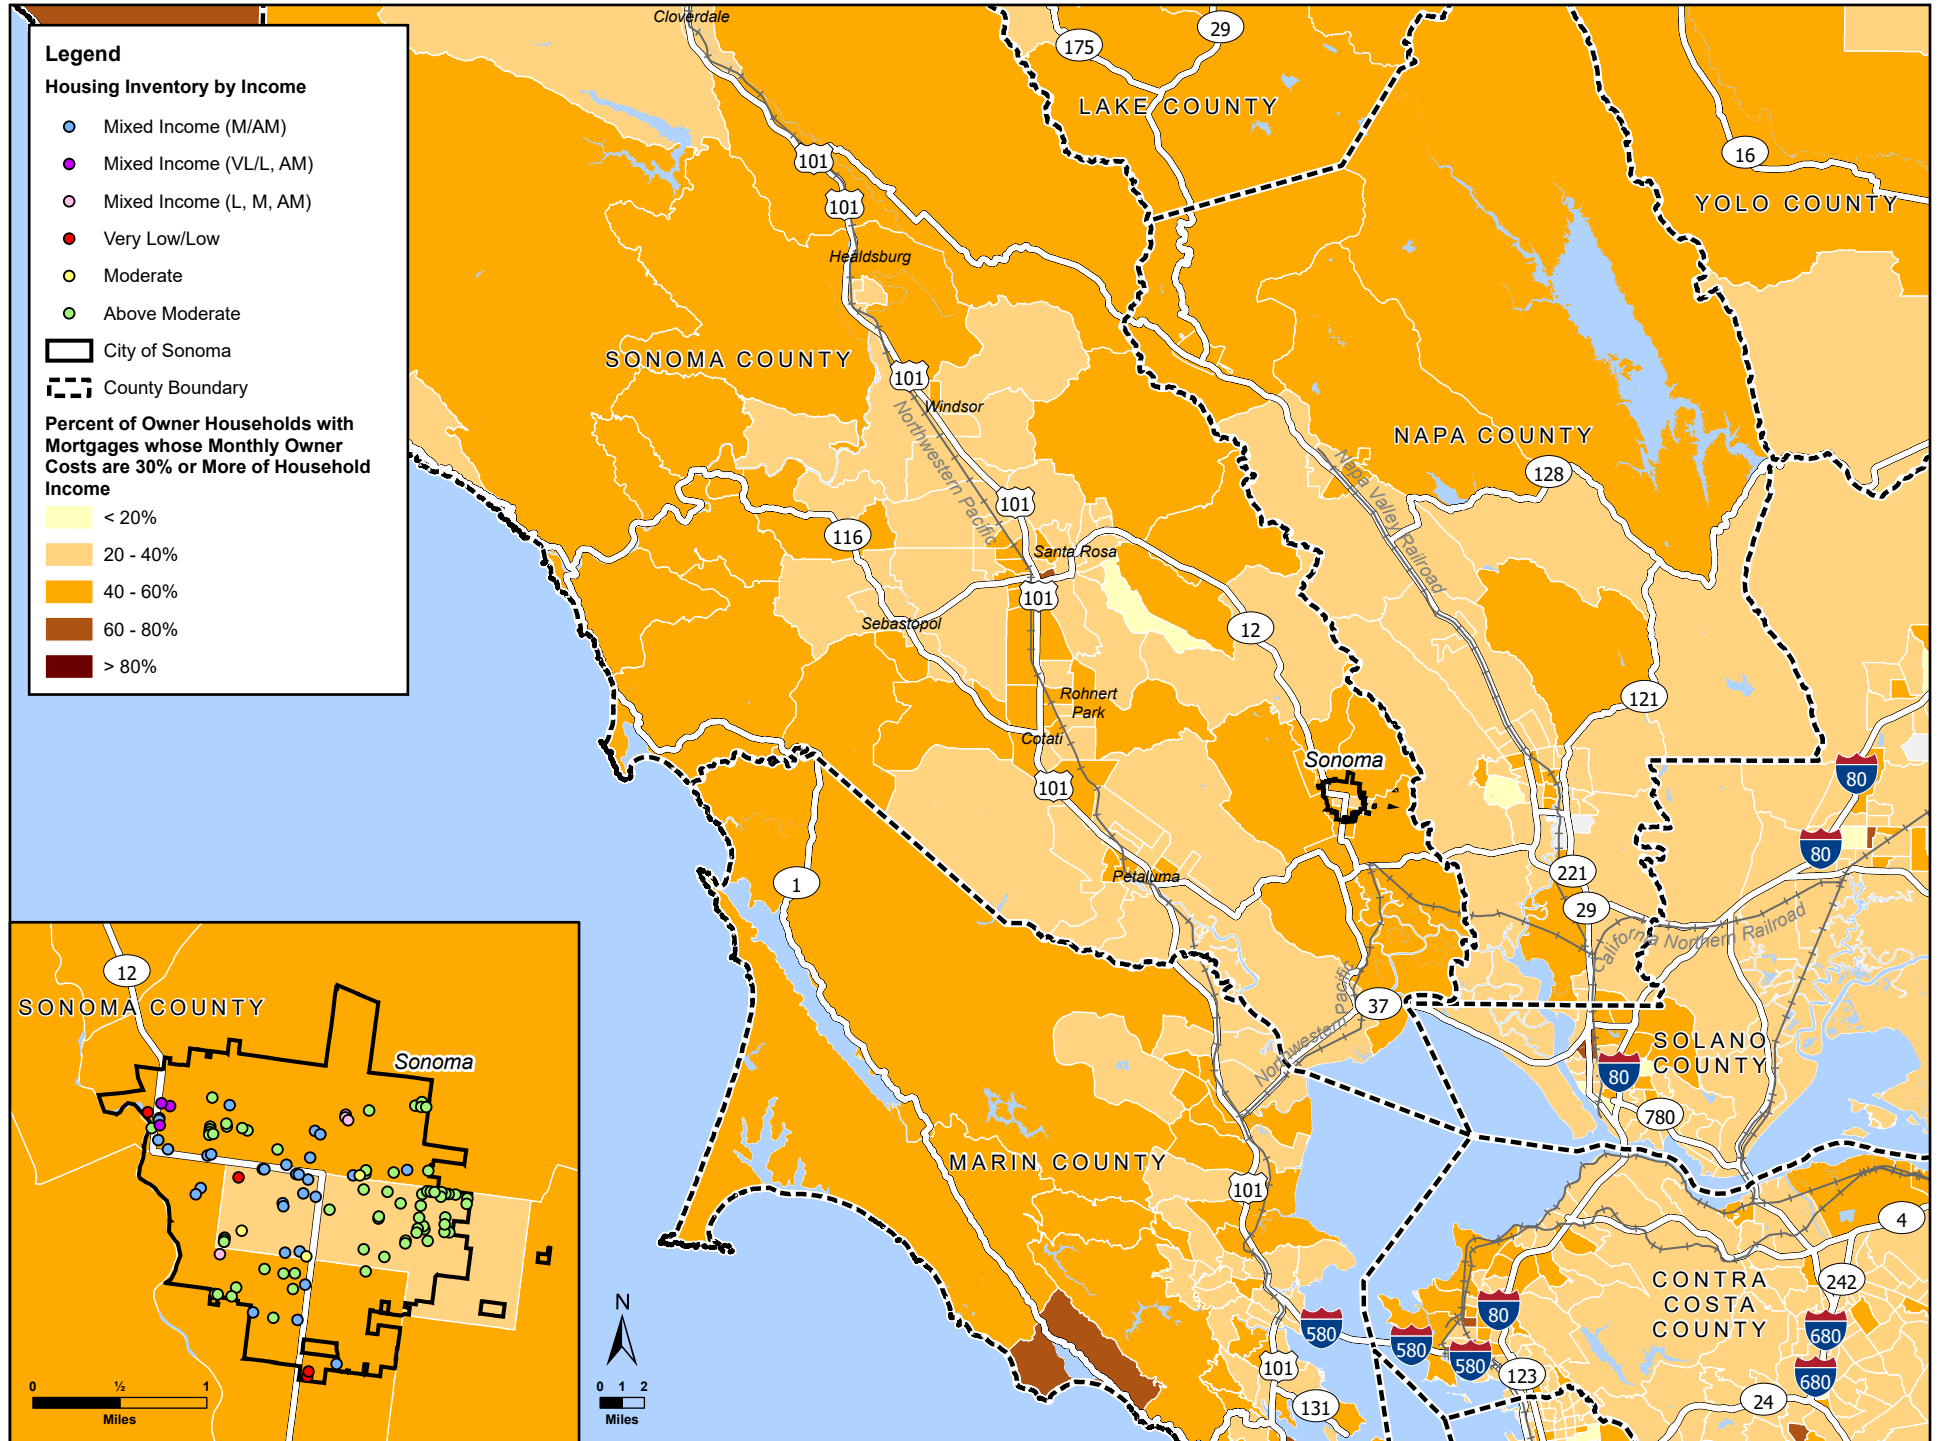 Legend
Housing Inventory by Income
Mixed Income (M/AM)
Mixed Income (VL/L, AM)
Mixed Income (L, M, AM)
Very Low/Low
Moderate
Above Moderate
City of Sonoma
County Boundary
Percent of Owner Households with
Mortgages whose Monthly Owner
Costs are 30% or More of Household
Income
< 20%
20 - 40%
40 - 60%
60 - 80%
> 80%
Cloverdale
175
29
LAKE COUNTY
16
YOLO COUNTY
101
101
Healdsburg
SONOMA COUNTY
101
Windsor
Northwestern Pacific
NAPA COUNTY
128
Napa Valley Railroad
101
116
Santa Rosa
101
Sebastopol
12
Rohnert
Park
121
Cotati
101
Sonoma
80
80
Petaluma
1
221
29
California Northern Railroad
Northwestern Pacific
37
SOLANO
COUNTY
80
780
MARIN COUNTY
101
4
CONTRA
COSTA
COUNTY
242
80
580
580
580
680
680
101
123
131
24
12
SONOMA COUNTY
Sonoma
0 ½ 1
Miles
N
0 1 2
Miles